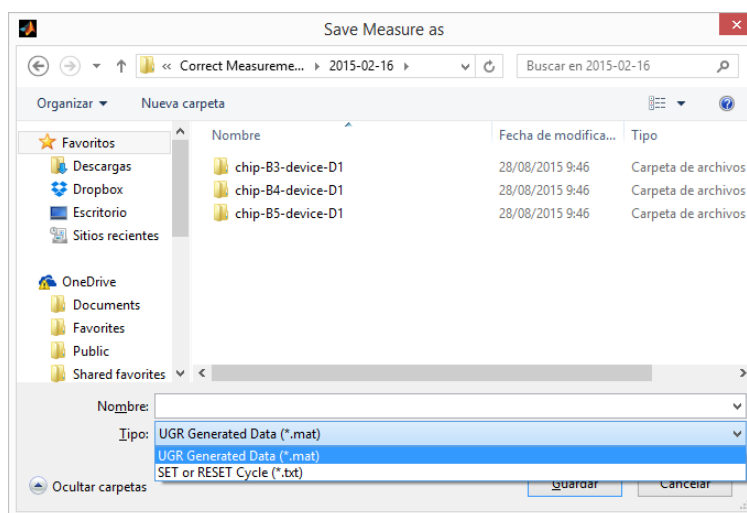 Save Measure as
« Correct Measureme... 2015-02-16 Buscar en 2015-02-16
Organizar Nueva carpeta
Favoritos
Descargas
Dropbox
Escritorio
Sitios recientes
OneDrive
Documents
Favorites
Public
Shared favorites
Nombre Fecha de modifica... Tipo
chip-B3-device-D1 28/08/2015 9:46 Carpeta de archivos
chip-B4-device-D1 28/08/2015 9:46 Carpeta de archivos
chip-B5-device-D1 28/08/2015 9:46 Carpeta de archivos
Nombre:
Tipo: UGR Generated Data (*.mat)
UGR Generated Data (*.mat)
SET or RESET Cycle (*.txt)
Ocultar carpetas Guardar Cancelar